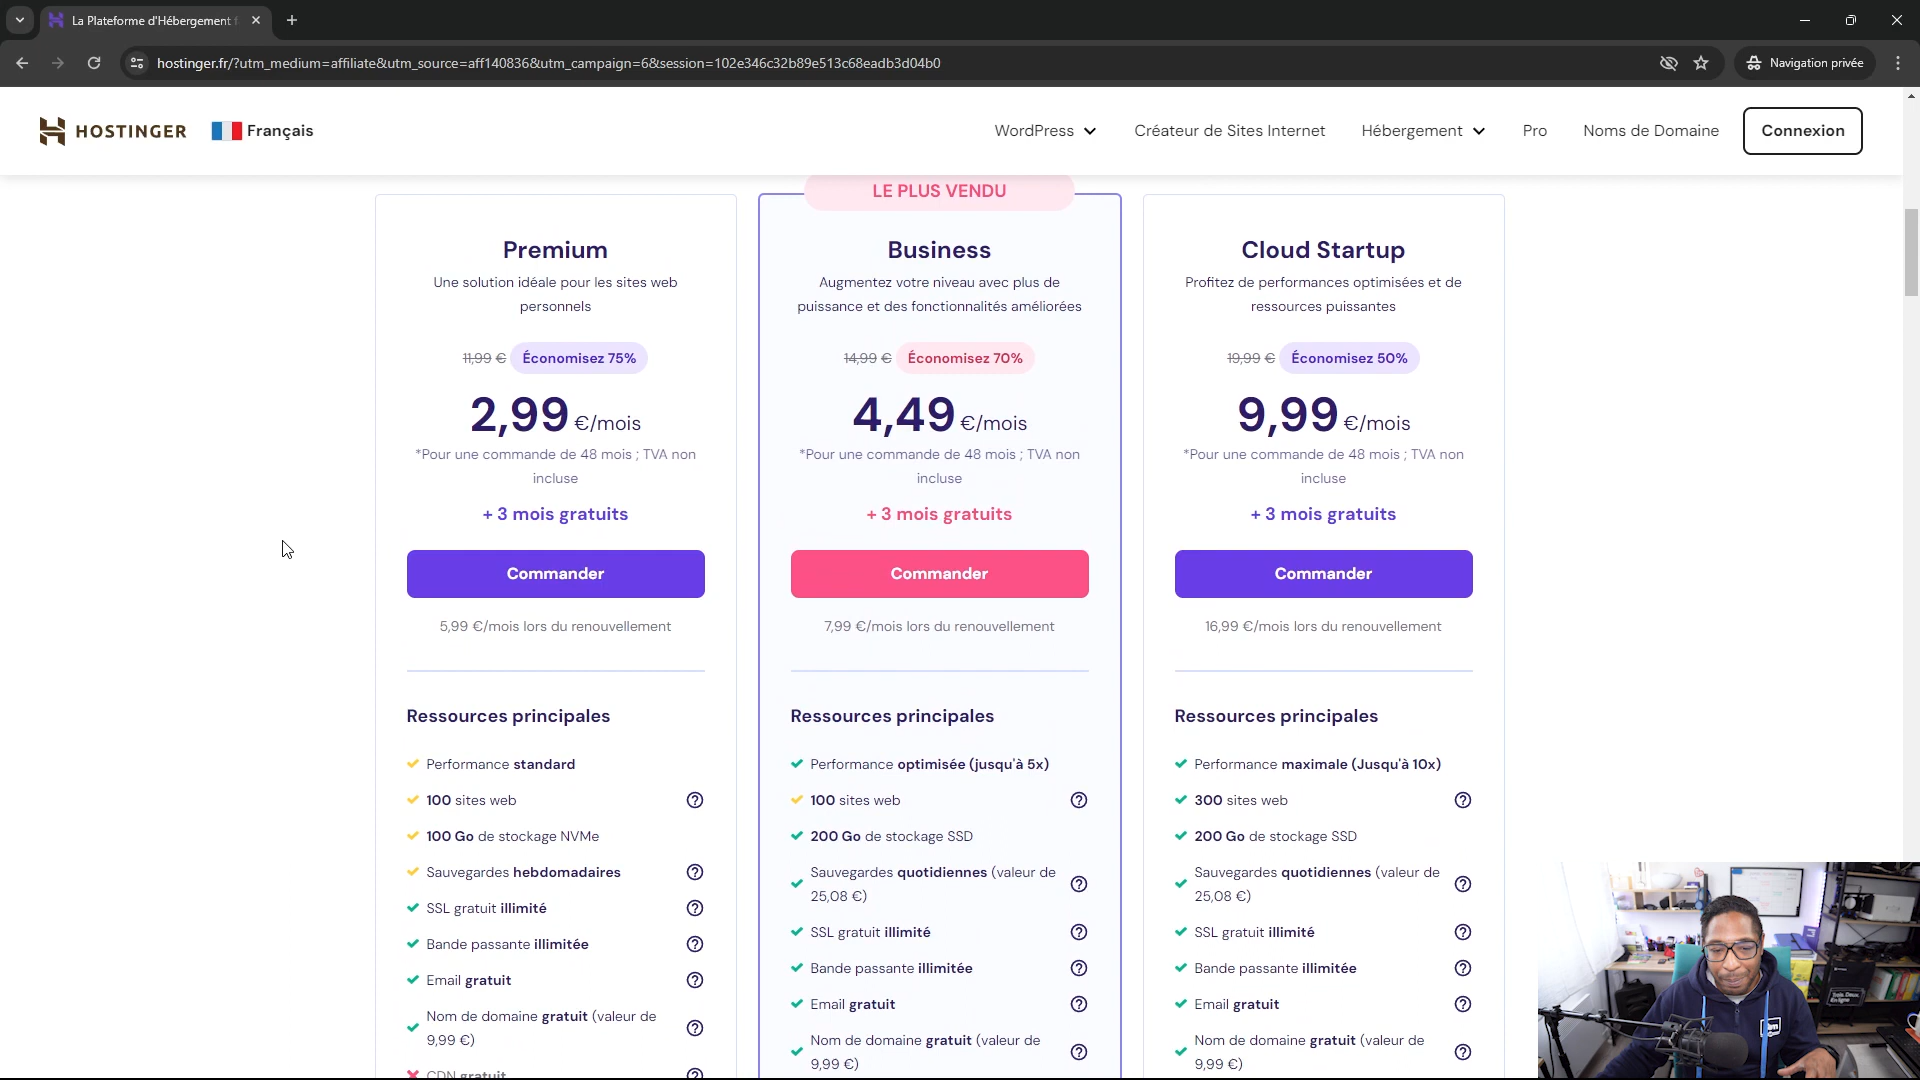 La Plateforme d'Hébergement
hostinger.fr/?utm_medium=affiliate&utm_source=aff140836&utm_campaign=6&session=102e346c32b89e513c68eadb3d04b0
Navigation privée
HOSTINGER
Français
WordPress
Créateur de Sites Internet
Hébergement
Pro
Noms de Domaine
Connexion
Premium
Une solution idéale pour les sites web
personnels
11,99 €
Économisez 75%
2,99 €/mois
*Pour une commande de 48 mois ; TVA non
incluse
+ 3 mois gratuits
Commander
5,99 €/mois lors du renouvellement
Ressources principales
Performance standard
100 sites web
100 Go de stockage NVMe
Sauvegardes hebdomadaires
SSL gratuit illimité
Bande passante illimitée
Email gratuit
Nom de domaine gratuit (valeur de
9,99 €)
CDN gratuit
LE PLUS VENDU
Business
Augmentez votre niveau avec plus de
puissance et des fonctionnalités améliorées
14,99 €
Économisez 70%
4,49 €/mois
*Pour une commande de 48 mois ; TVA non
incluse
+ 3 mois gratuits
Commander
7,99 €/mois lors du renouvellement
Ressources principales
Performance optimisée (jusqu'à 5x)
100 sites web
200 Go de stockage SSD
Sauvegardes quotidiennes (valeur de
25,08 €)
SSL gratuit illimité
Bande passante illimitée
Email gratuit
Nom de domaine gratuit (valeur de
9,99 €)
Cloud Startup
Profitez de performances optimisées et de
ressources puissantes
19,99 €
Économisez 50%
9,99 €/mois
*Pour une commande de 48 mois ; TVA non
incluse
+ 3 mois gratuits
Commander
16,99 €/mois lors du renouvellement
Ressources principales
Performance maximale (Jusqu'à 10x)
300 sites web
200 Go de stockage SSD
Sauvegardes quotidiennes (valeur de
25,08 €)
SSL gratuit illimité
Bande passante illimitée
Email gratuit
Nom de domaine gratuit (valeur de
9,99 €)